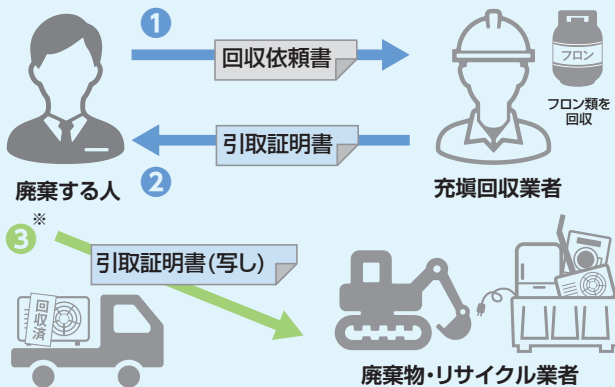 1
回収依頼書
フロン
フロン類を
回収
引取証明書
2
廃棄する人
充塡回収業者
3
※
引取証明書(写し)
回収済
廃棄物・リサイクル業者